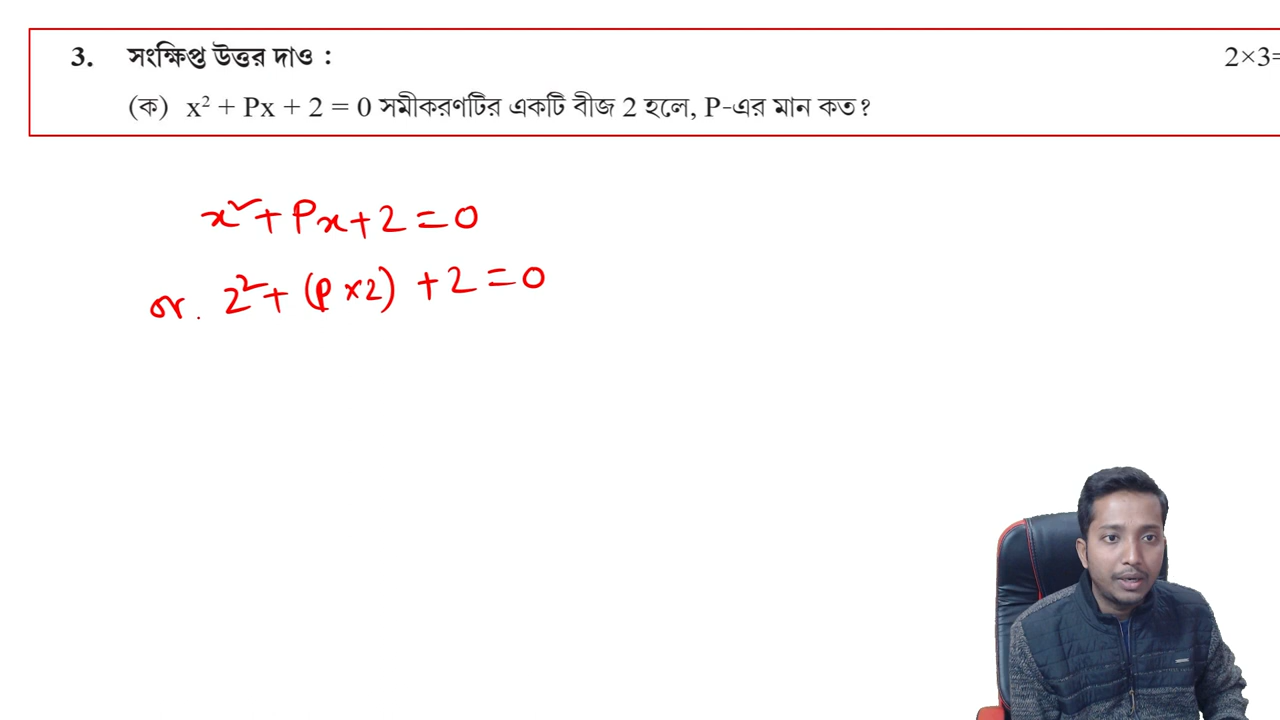 3. সংক্ষিপ্ত উত্তর দাও : 2×3=
(ক) x² + Px + 2 = 0 সমীকরণটির একটি বীজ 2 হলে, P-এর মান কত?
x² + Px + 2 = 0
or. 2² + (P × 2) + 2 = 0